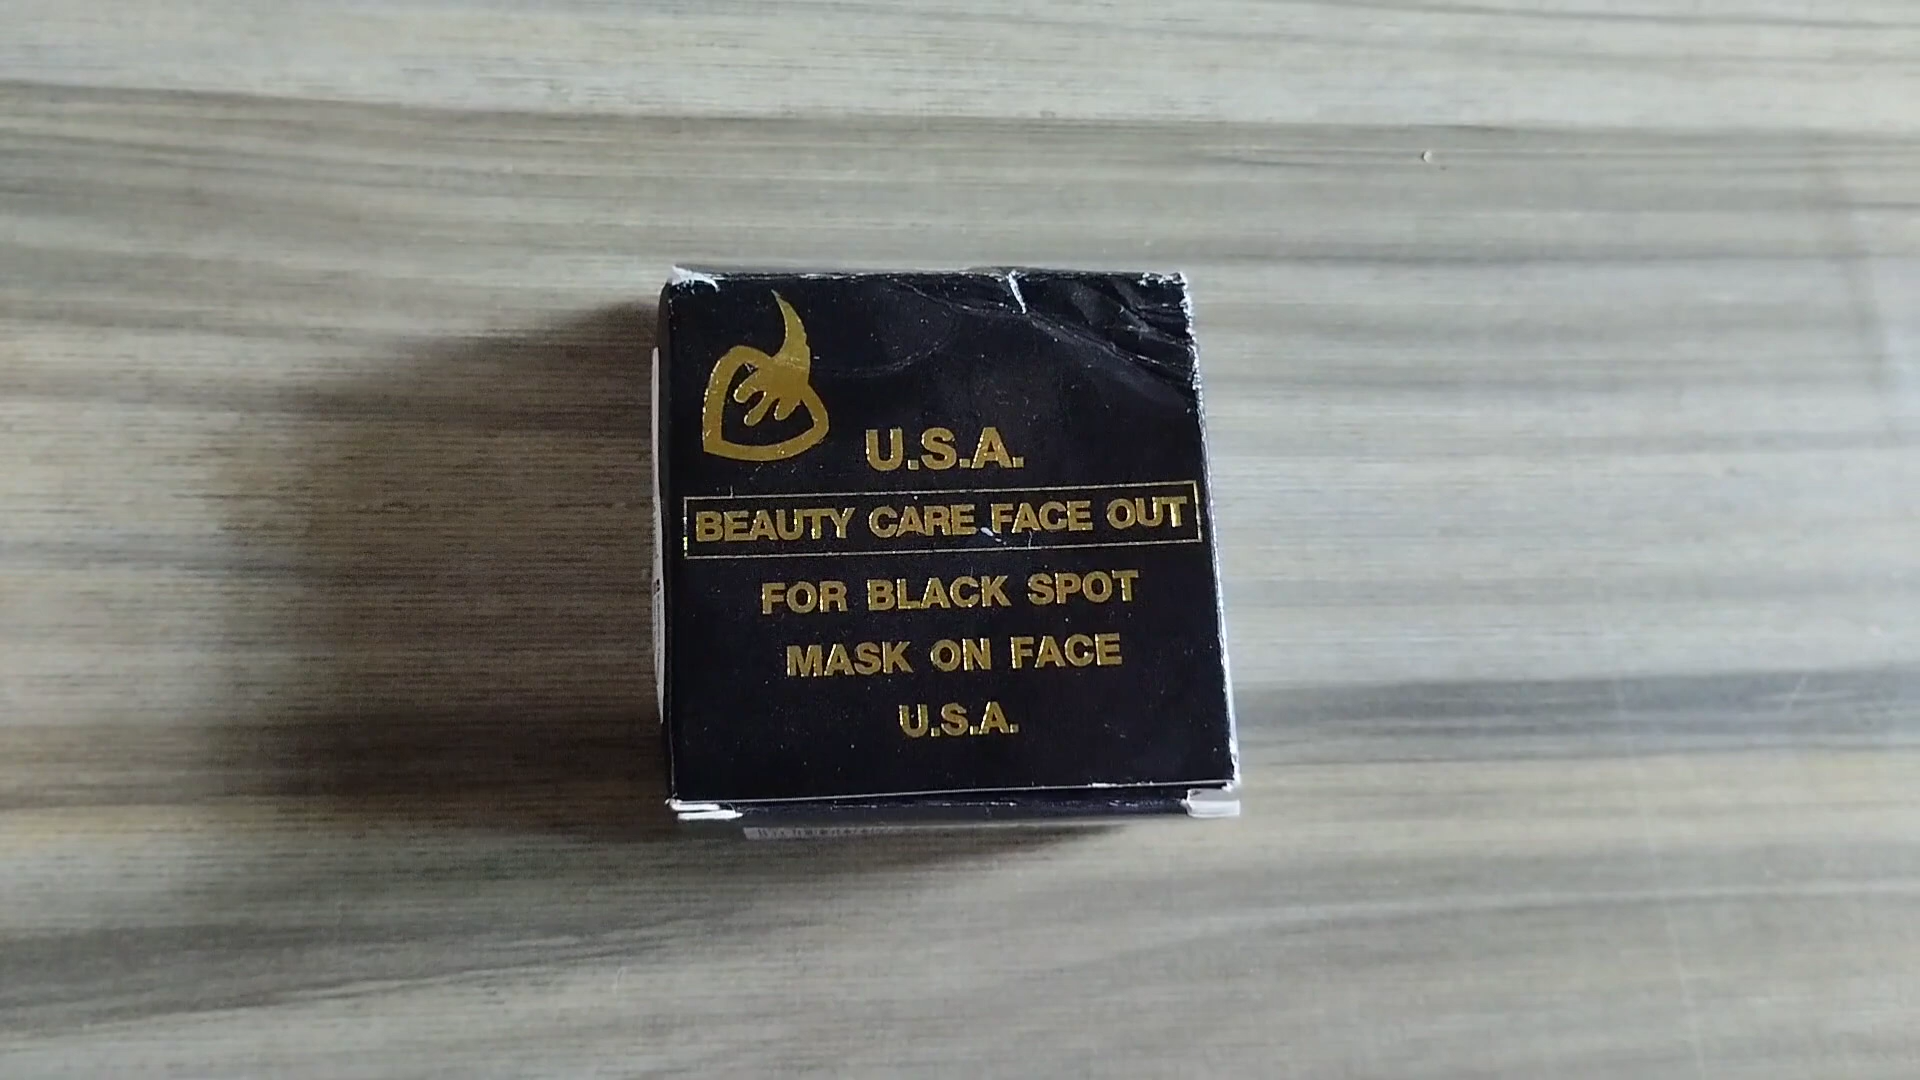 U.S.A.
BEAUTY CARE FACE OUT
FOR BLACK SPOT
MASK ON FACE
U.S.A.